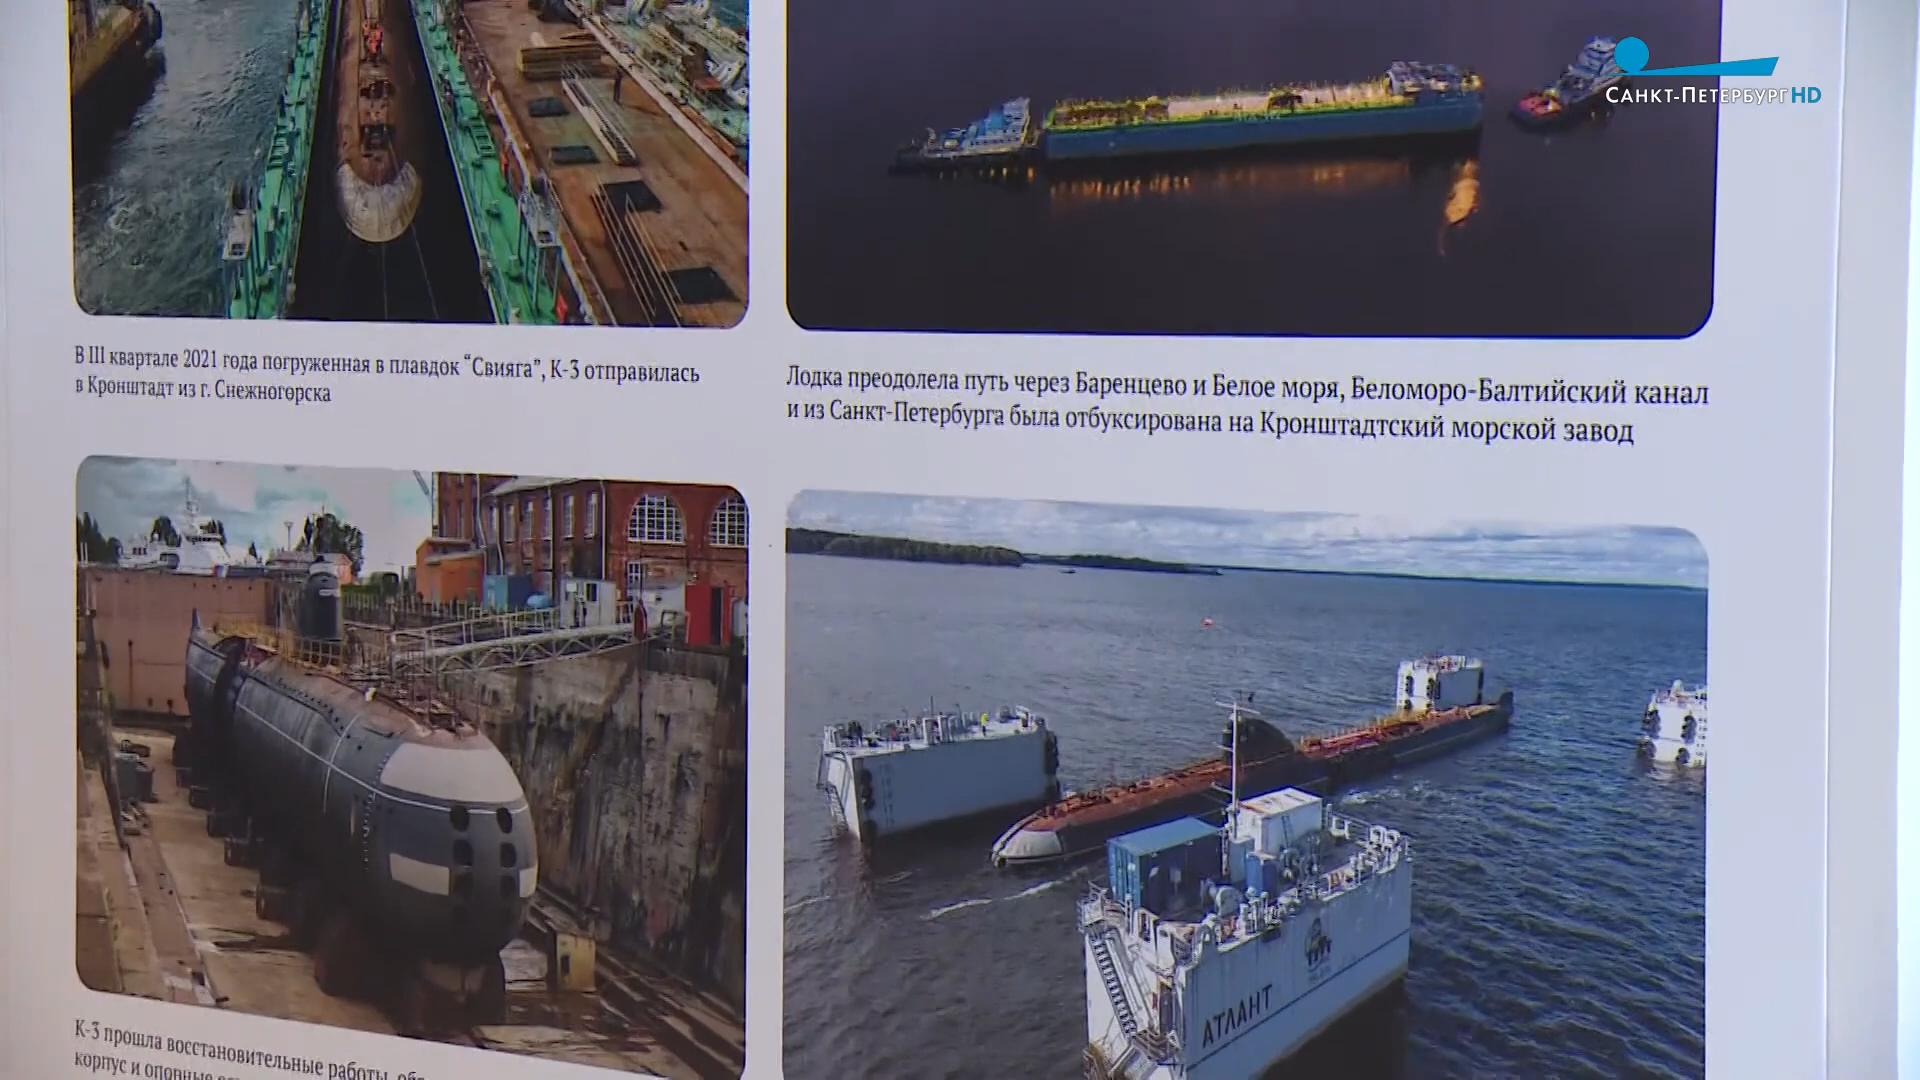 САНКТ-ПЕТЕРБУРГ HD
В III квартале 2021 года погруженная в плавдок “Свияга”, К-3 отправилась
в Кронштадт из г. Снежногорска
Лодка преодолела путь через Баренцево и Белое моря, Беломоро-Балтийский канал
и из Санкт-Петербурга была отбуксирована на Кронштадтский морской завод
АТЛАНТ
К-3 прошла восстановительные работы,
корпус и опорные